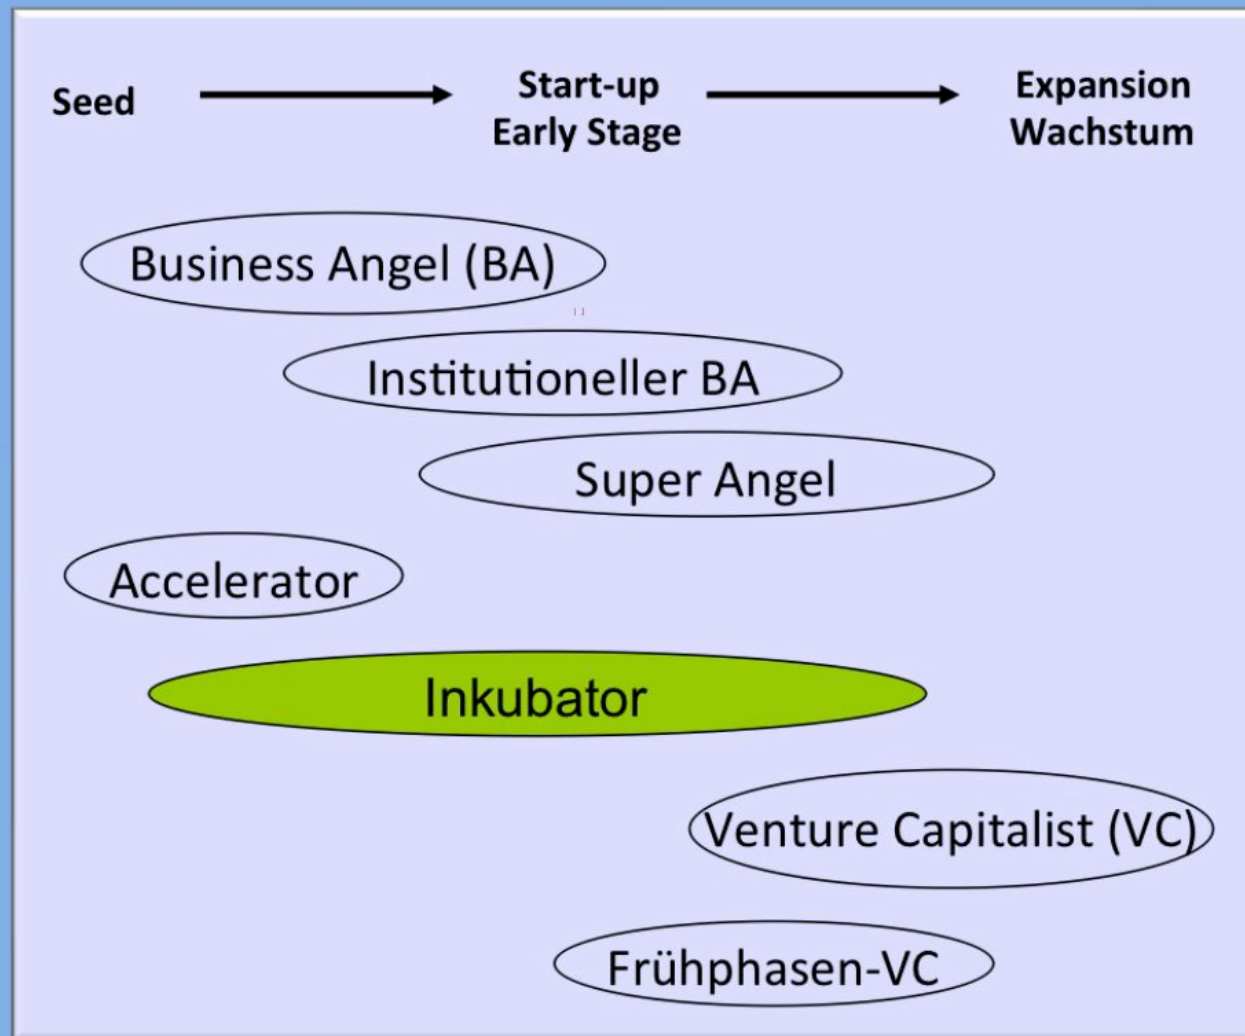 Seed
Start-up
Early Stage
Expansion
Wachstum
Business Angel (BA)
Institutioneller BA
Super Angel
Accelerator
Inkubator
Venture Capitalist (VC)
Frühphasen-VC